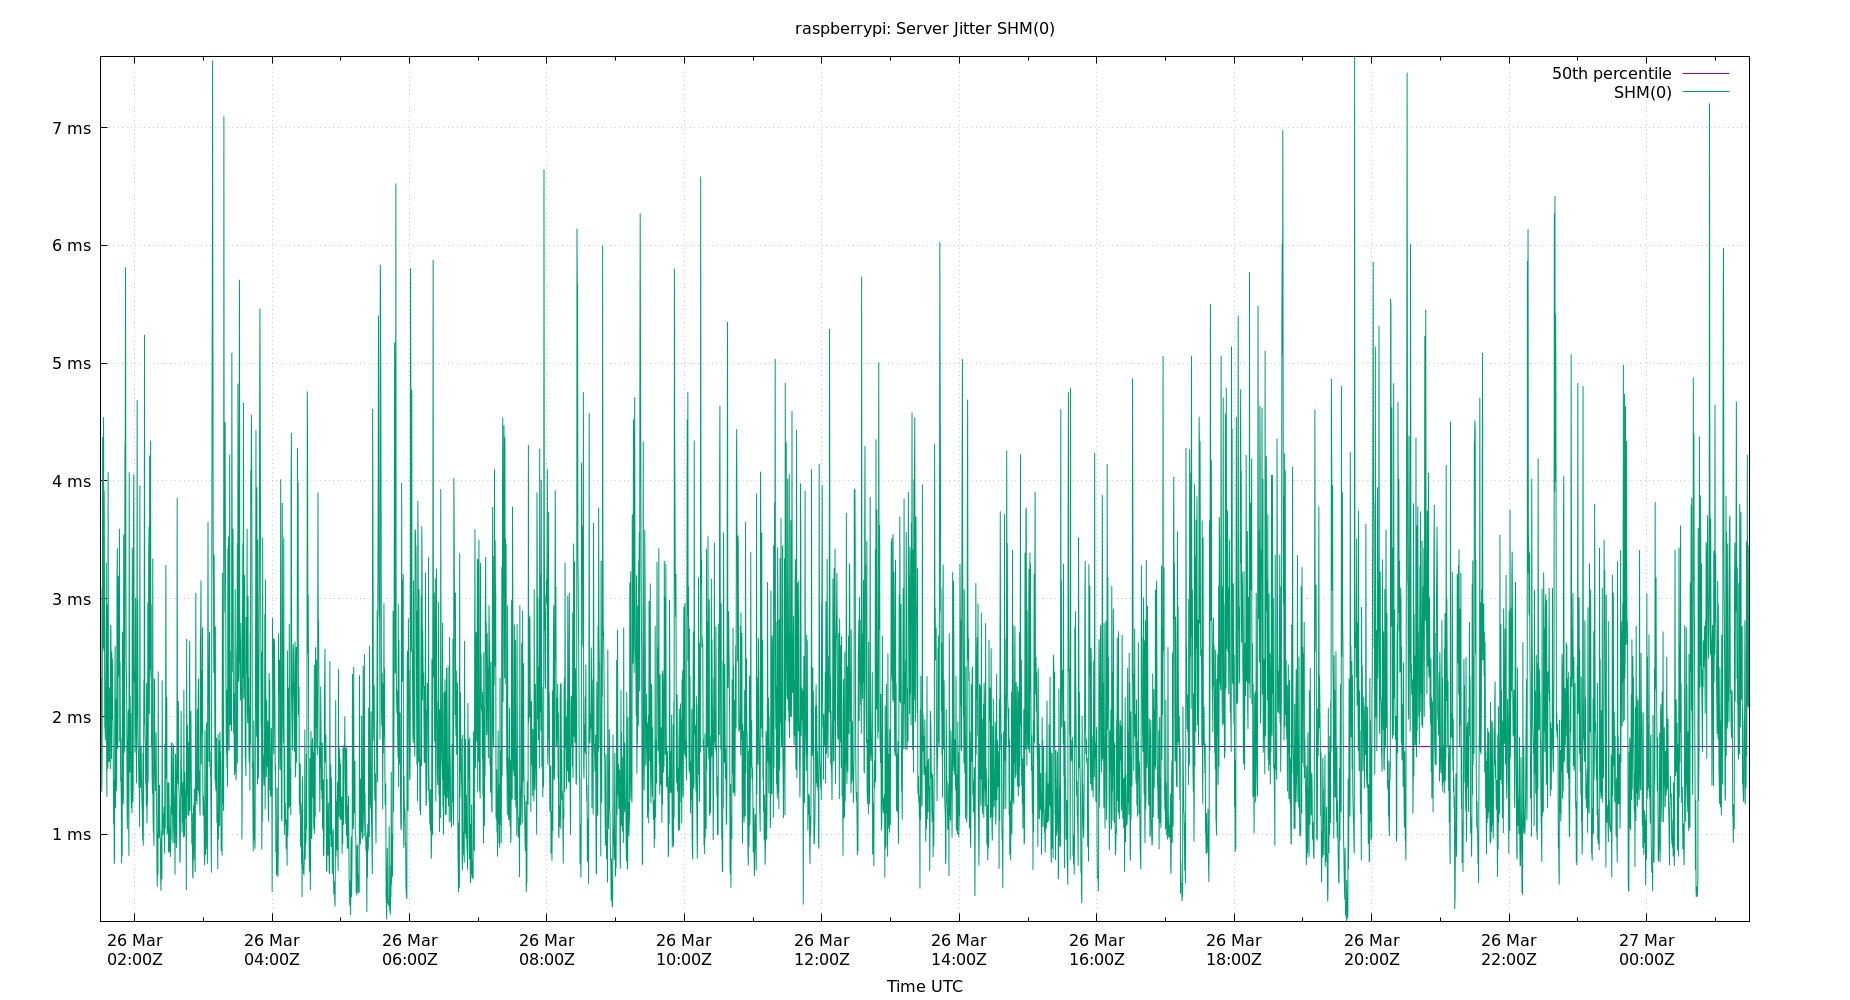 raspberrypi: Server Jitter SHM(0)
50th percentile
SHM(0)
7 ms
6 ms
5 ms
4 ms
3 ms
2 ms
1 ms
26 Mar 26 Mar 26 Mar 26 Mar 26 Mar 26 Mar 26 Mar 26 Mar 26 Mar 26 Mar 26 Mar 27 Mar
02:00Z 04:00Z 06:00Z 08:00Z 10:00Z 12:00Z 14:00Z 16:00Z 18:00Z 20:00Z 22:00Z 00:00Z
Time UTC